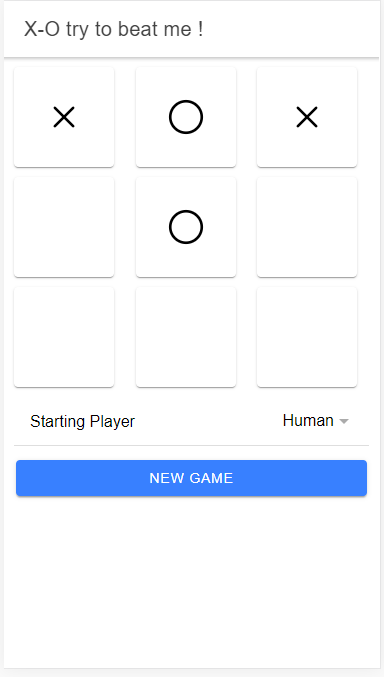 X-O try to beat me !
Starting Player
Human
NEW GAME